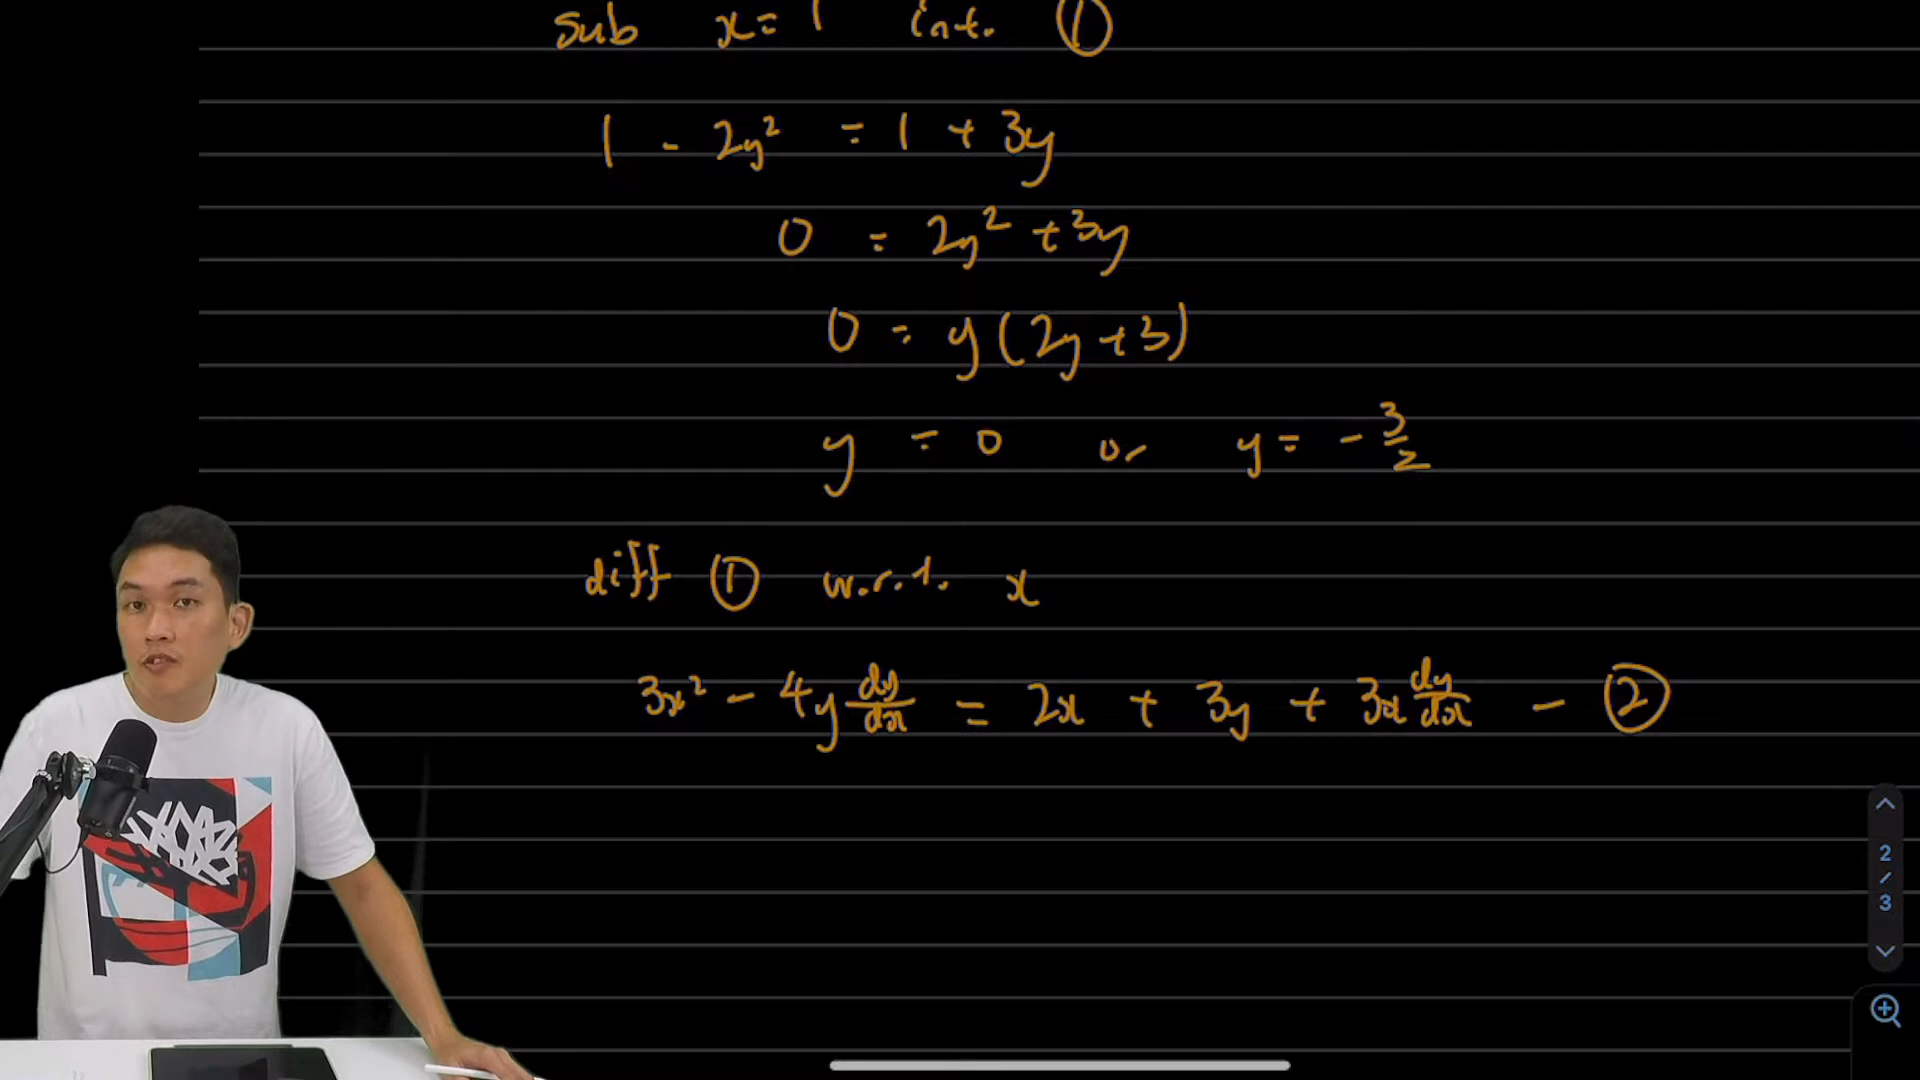 sub x = 1 into ①
1 - 2y² = 1 + 3y
0 = 2y² + 3y
0 = y(2y + 3)
y = 0 or y = -3/2
diff ① w.r.t. x
3x² - 4y dy/dx = 2x + 3y + 3x dy/dx - ②
2
/
3